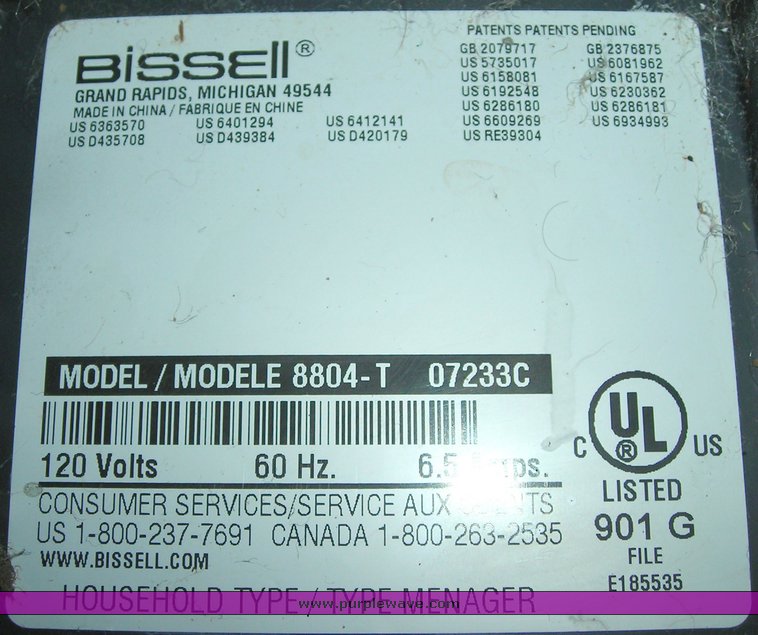 BISSELL®
GRAND RAPIDS, MICHIGAN 49544
MADE IN CHINA / FABRIQUE EN CHINE
US 6363570 US 6401294 US 6412141
US D435708 US D439384 US D420179
PATENTS PATENTS PENDING
GB 2079717 GB 2376875
US 5735017 US 6081962
US 6158081 US 6167587
US 6192548 US 6230362
US 6286180 US 6286181
US 6609269 US 6934993
US RE39304
MODEL / MODELE 8804-T 07233C
120 Volts 60 Hz.
CONSUMER SERVICES/SERVICE AUX
US 1-800-237-7691 CANADA 1-800-263-2535
WWW.BISSELL.COM
HOUSEHOLD TYPE / TYPE MENAGER
C UL® US
LISTED
901 G
FILE
E185535
www.purplewave.com